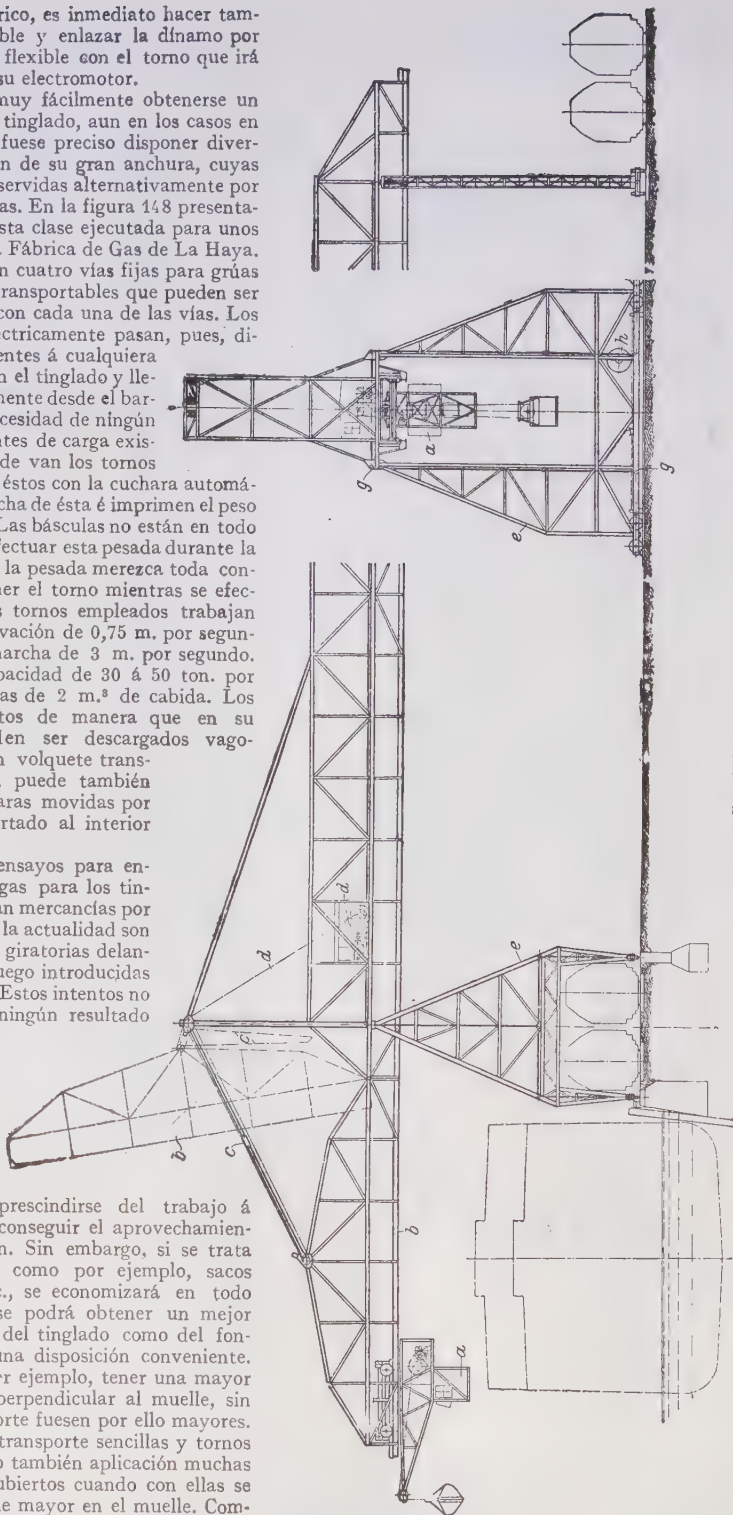 rico, es inmediato hacer tam-
ble y enlazar la dínamo por
flexible con el torno que irá
su electromotor.
muy fácilmente obtenerse un
tinglado, aun en los casos en
fuese preciso disponer diver-
n de su gran anchura, cuyas
servidas alternativamente por
as. En la figura 148 presenta-
sta clase ejecutada para unos
Fábrica de Gas de La Haya.
n cuatro vías fijas para grúas
transportables que pueden ser
con cada una de las vías. Los
ctricamente pasan, pues, di-
entes á cualquiera
n el tinglado y lle-
mente desde el bar-
cesidad de ningún
ntes de carga exis-
de van los tornos
éstos con la cuchara automá-
cha de ésta é imprimen el peso
Las básculas no están en todo
fectuar esta pesada durante la
la pesada merezca toda con-
ner el torno mientras se efec-
s tornos empleados trabajan
vación de 0,75 m. por segun-
narcha de 3 m. por segundo.
pacidad de 30 á 50 ton. por
as de 2 m.³ de cabida. Los
tos de manera que en su
len ser descargados vago-
n volquete trans-
puede también
aras movidas por
rtado al interior
ensayos para en-
gas para los tin-
an mercancías por
la actualidad son
giratorias delan-
uego introducidas
Estos intentos no
ningún resultado
prescindirse del trabajo á
conseguir el aprovechamien-
n. Sin embargo, si se trata
como por ejemplo, sacos
c., se economizará en todo
se podrá obtener un mejor
del tinglado como del fon-
una disposición conveniente.
r ejemplo, tener una mayor
perpendicular al muelle, sin
orte fuesen por ello mayores.
transporte sencillas y tornos
o también aplicación muchas
ubiertos cuando con ellas se
e mayor en el muelle. Com-
a
g
e
h
g
d
d
e
b
c
c
b
a